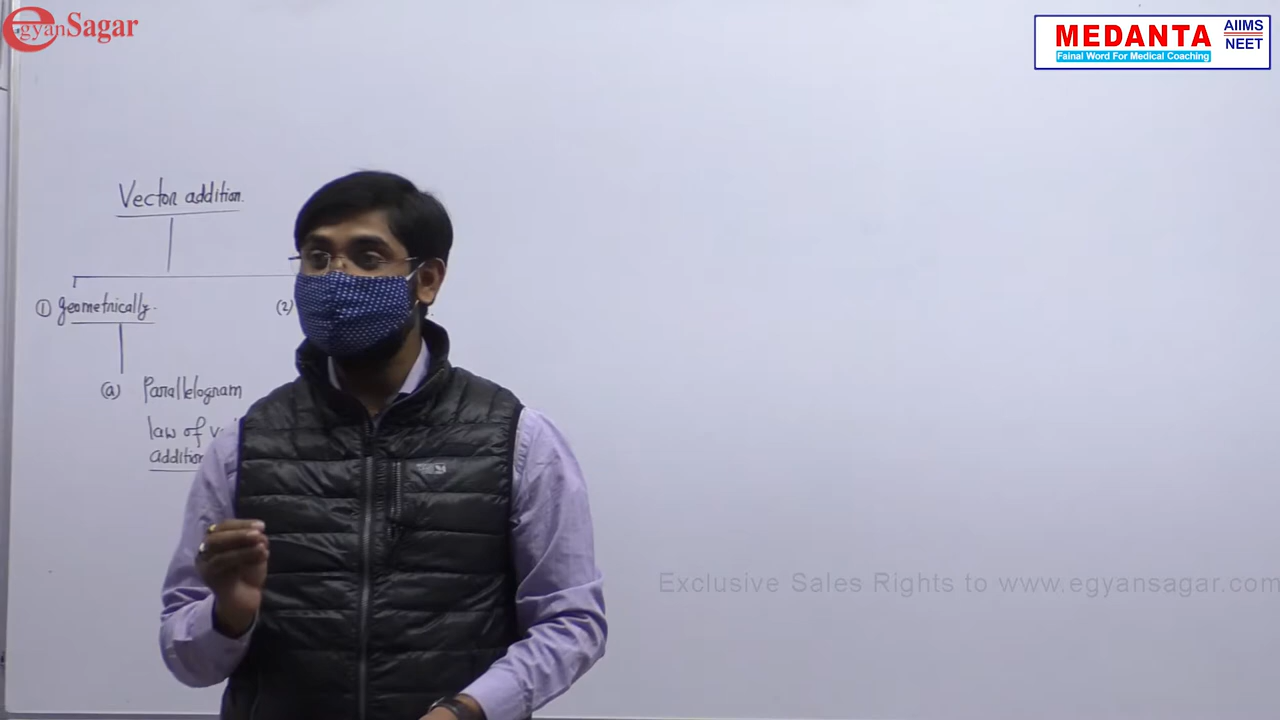 egyanSagar
MEDANTA
AIIMS
NEET
Fainal Word For Medical Coaching
Vector addition.
① geometrically.
(2)
(a) Parallelogram
law of
addition
Exclusive Sales Rights to www.egyansagar.com